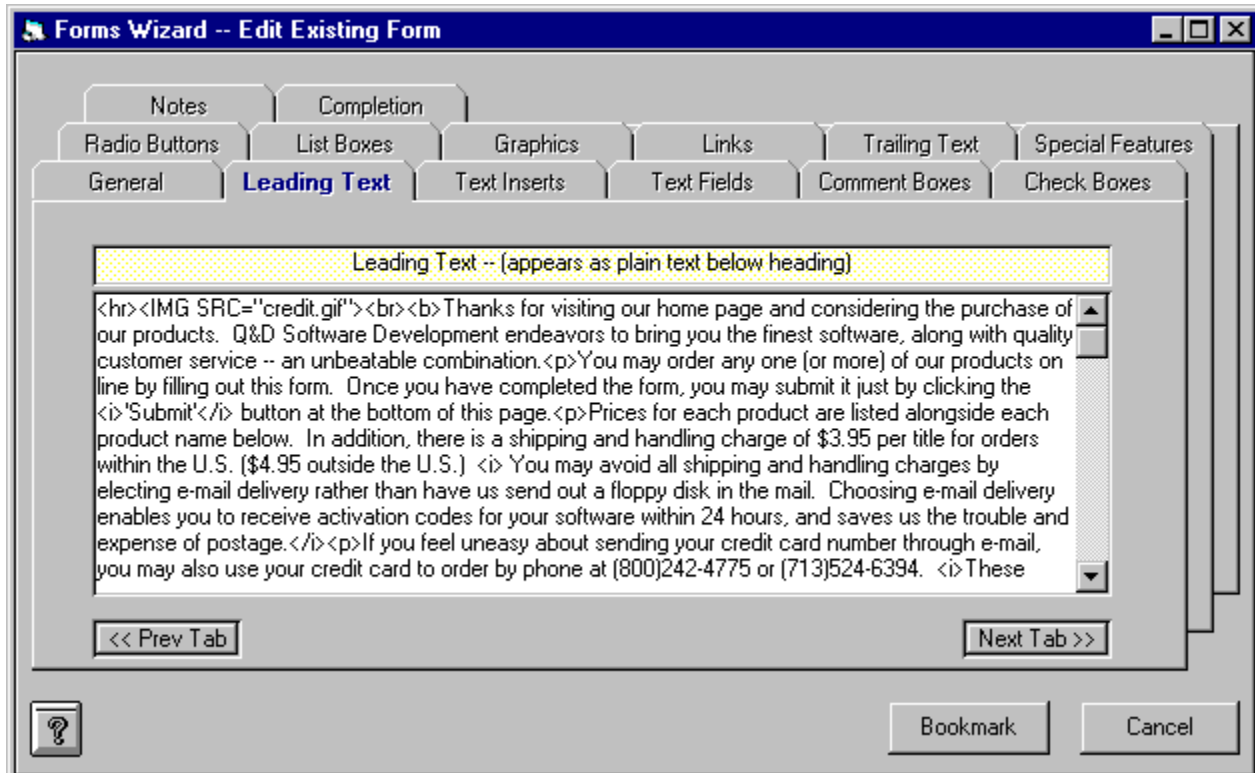 Forms Wizard -- Edit Existing Form
Notes Completion
Radio Buttons List Boxes Graphics Links Trailing Text Special Features
General Leading Text Text Inserts Text Fields Comment Boxes Check Boxes
Leading Text -- (appears as plain text below heading)
<hr><IMG SRC="credit.gif"><br><b>Thanks for visiting our home page and considering the purchase of
our products.  Q&D Software Development endeavors to bring you the finest software, along with quality
customer service -- an unbeatable combination.<p>You may order any one (or more) of our products on
line by filling out this form.  Once you have completed the form, you may submit it just by clicking the
<i>'Submit'</i> button at the bottom of this page.<p>Prices for each product are listed alongside each
product name below.  In addition, there is a shipping and handling charge of $3.95 per title for orders
within the U.S. ($4.95 outside the U.S.)  <i> You may avoid all shipping and handling charges by
electing e-mail delivery rather than have us send out a floppy disk in the mail.  Choosing e-mail delivery
enables you to receive activation codes for your software within 24 hours, and saves us the trouble and
expense of postage.</i><p>If you feel uneasy about sending your credit card number through e-mail,
you may also use your credit card to order by phone at (800)242-4775 or (713)524-6394.  <i>These
<< Prev Tab Next Tab >>
? Bookmark Cancel